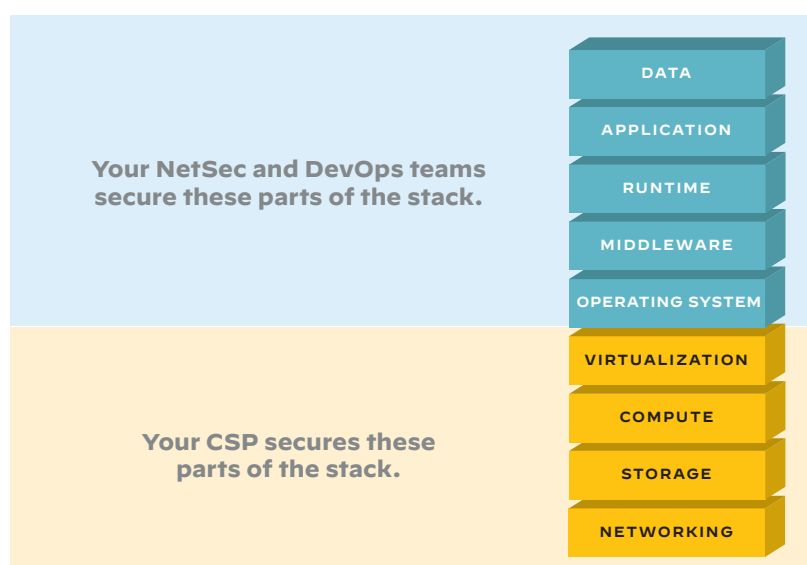 DATA
APPLICATION
Your NetSec and DevOps teams
secure these parts of the stack.
RUNTIME
MIDDLEWARE
OPERATING SYSTEM
VIRTUALIZATION
COMPUTE
Your CSP secures these
parts of the stack.
STORAGE
NETWORKING